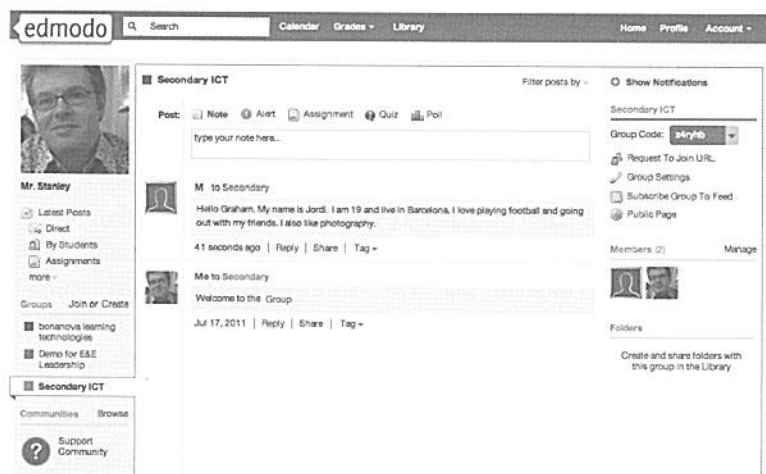 edmodo
Search
Calendar
Grades
Library
Home
Profile
Account
Mr. Stanley
Latest Posts
Direct
By Students
Assignments
more
Groups Join or Create
bonanova learning
technologies
Demo for E&E
Leadership
Secondary ICT
Communities Browse
Support
Community
Secondary ICT
Filter posts by
Post: Note Alert Assignment Quiz Poll
type your note here...
M to Secondary
Hello Graham. My name is Jordi. I am 19 and live in Barcelona. I love playing football and going
out with my friends. I also like photography.
41 seconds ago | Reply | Share | Tag
Me to Secondary
Welcome to the Group
Jul 17, 2011 | Reply | Share | Tag
Show Notifications
Secondary ICT
Group Code: z4ryhb
Request To Join URL
Group Settings
Subscribe Group To Feed
Public Page
Members (2) Manage
Folders
Create and share folders with
this group in the Library